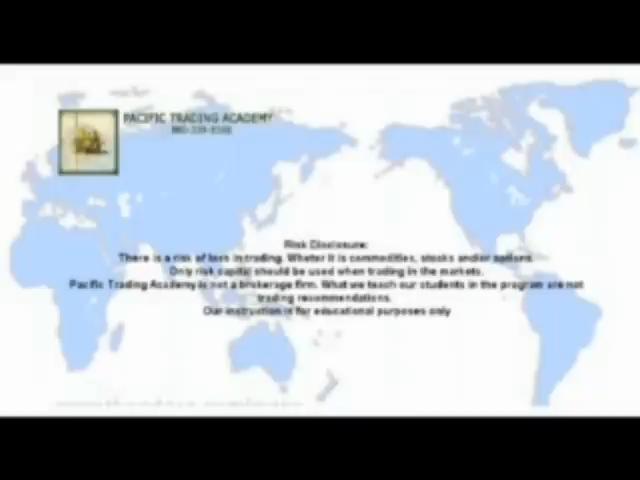 PACIFIC TRADING ACADEMY
Risk Disclosure:
There is a risk of loss in trading. Wheter it is commodities, stocks and/or options.
Only risk capital should be used when trading in the markets.
Pacific Trading Academy is not a brokerage firm. What we teach our students in the program are not
trading recommendations.
Our instruction is for educational purposes only